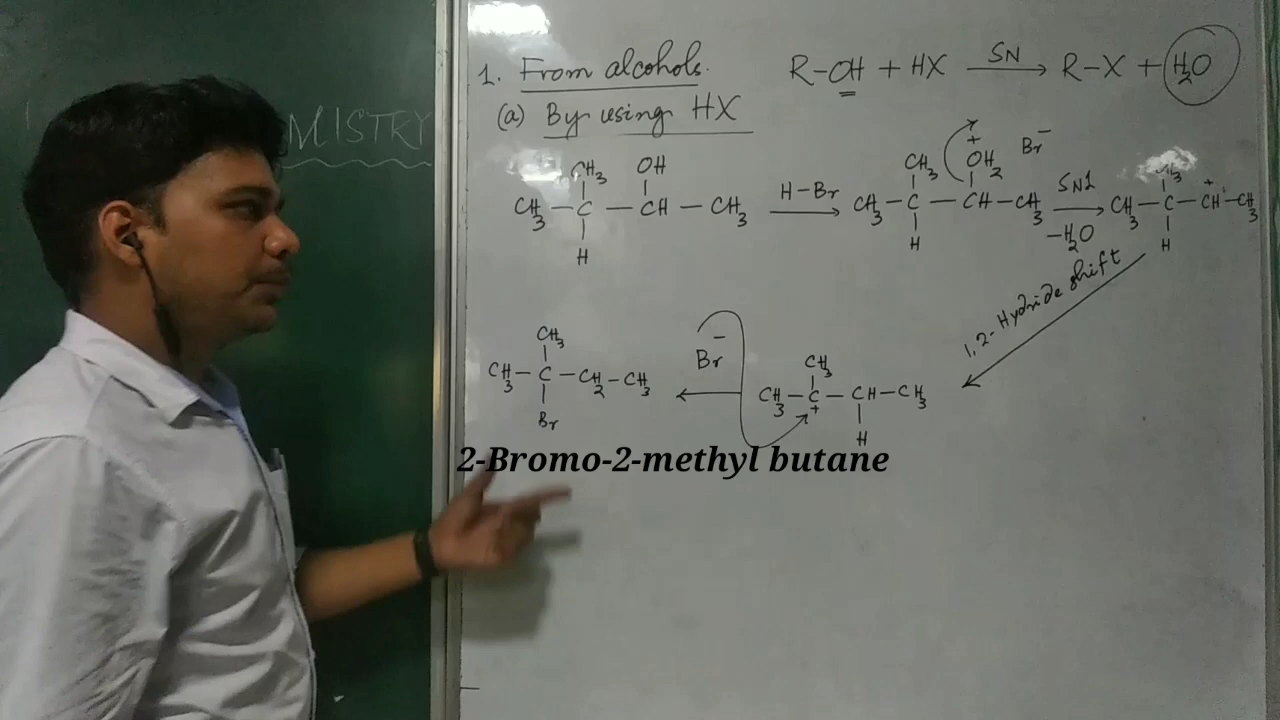 MISTRY
1. From alcohols.
R-OH + HX SN R-X + H2O
(a) By using HX
CH3 OH
CH3 - C - CH - CH3
H
H-Br
CH3 +OH2 Br-
CH3 - C - CH - CH3
H
SN1
-H2O
CH3 - C - CH+ - CH3
H
1,2-Hydride shift
CH3
CH3 - C+ - CH - CH3
H
Br-
CH3
CH3 - C - CH2 - CH3
Br
2-Bromo-2-methyl butane